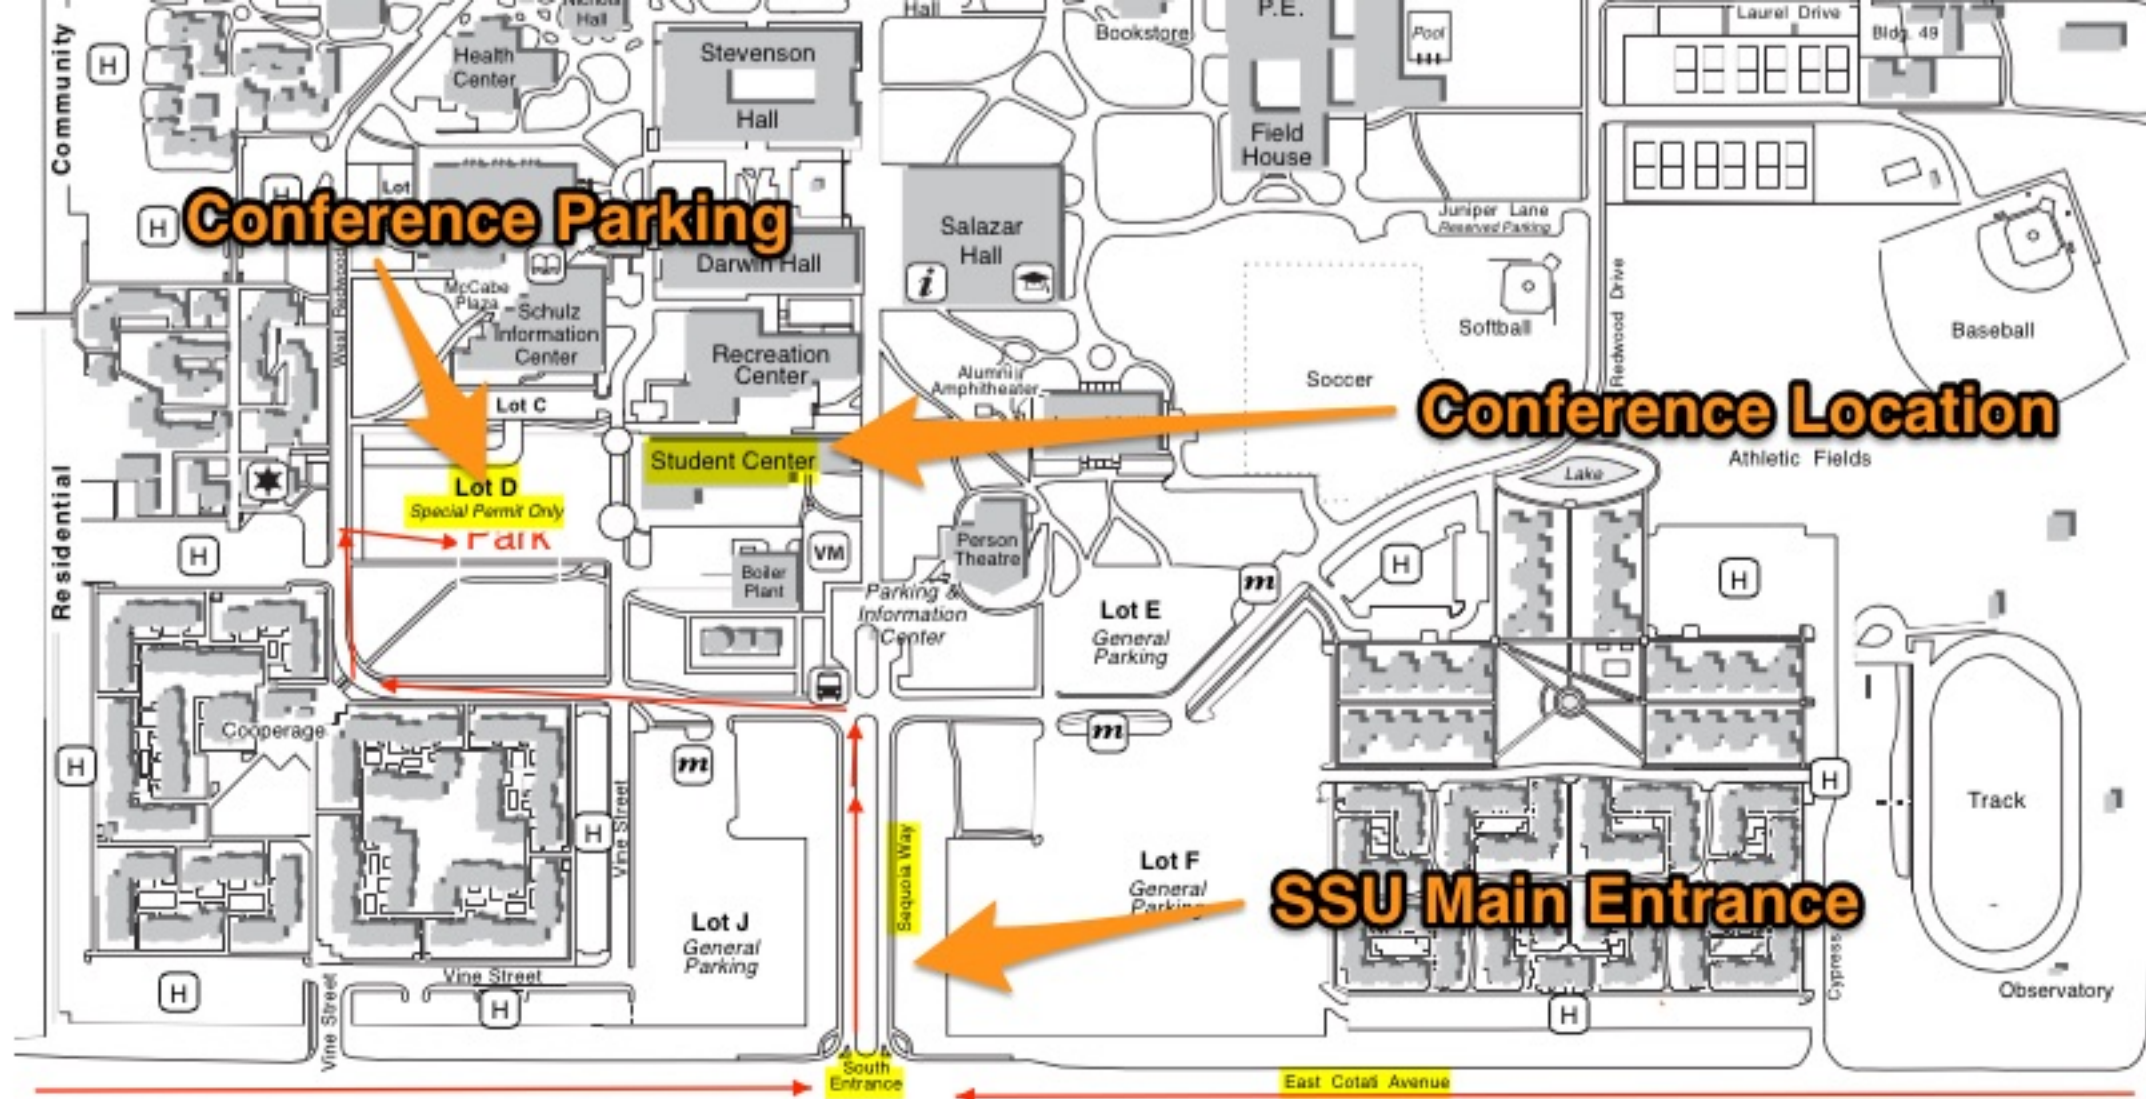 Hall
Hall
Bookstore
P.E.
Pool
Laurel Drive
Bldg. 49
Community
H
Health
Center
Stevenson
Hall
Field
House
H
H
Lot
Conference Parking
Salazar
Hall
Juniper Lane
Reserved Parking
Darwin Hall
i
McCabe
Plaza
Schulz
Information
Center
West Redwood
Recreation
Center
Alumni
Amphitheater
Soccer
Softball
Redwood Drive
Baseball
Lot C
Conference Location
Student Center
Athletic Fields
Lake
Lot D
Special Permit Only
Park
Residential
H
VM
Person
Theatre
Boiler
Plant
Parking &
Information
Center
m
H
H
Lot E
General
Parking
Cooperage
H
m
m
H
Track
H
Vine Street
Sequoia Way
Lot F
General
Parking
SSU Main Entrance
Lot J
General
Parking
Cypress
H
Vine Street
H
Vine Street
H
Observatory
South
Entrance
East Cotati Avenue